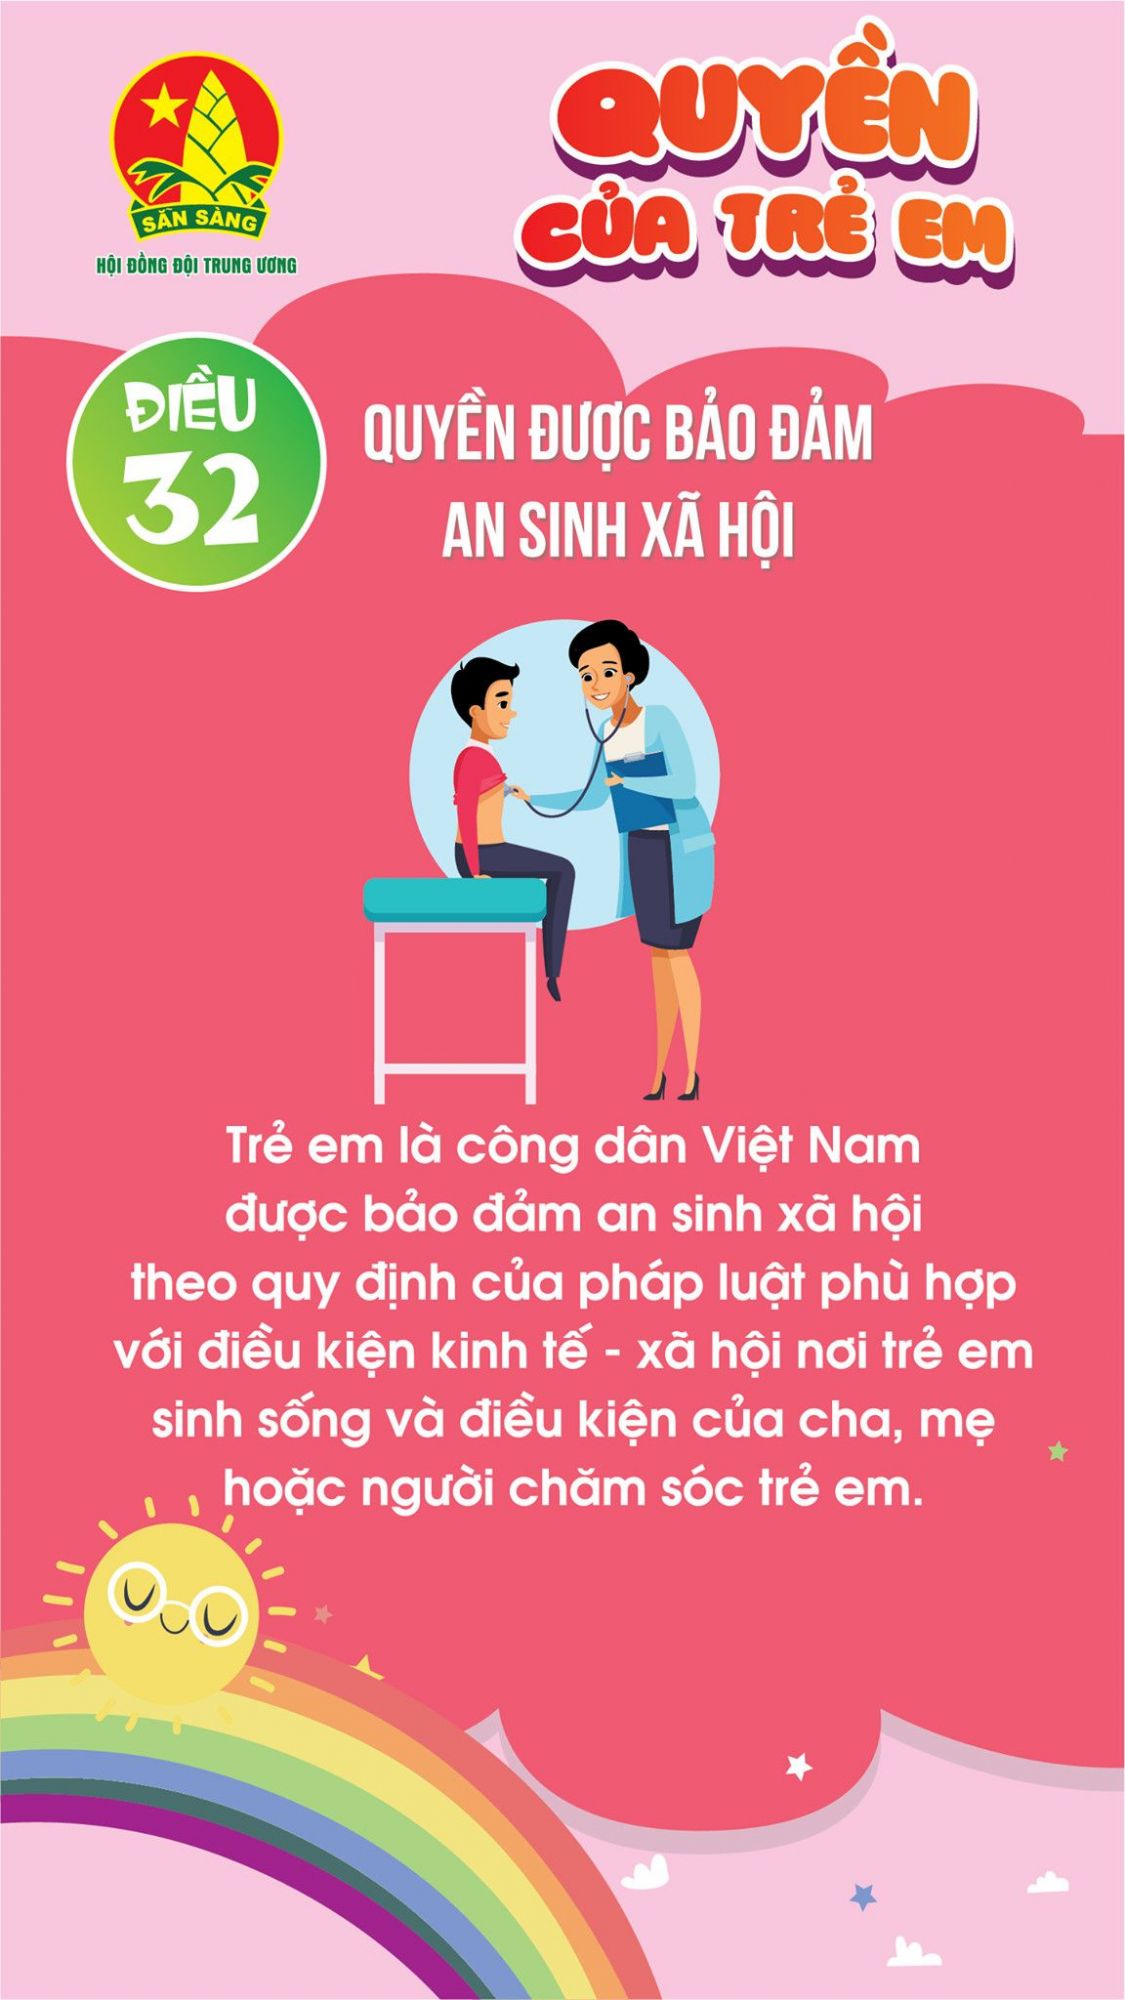 SẴN SÀNG
HỘI ĐỒNG ĐỘI TRUNG ƯƠNG
QUYỀN
CỦA TRẺ EM
ĐIỀU
32
QUYỀN ĐƯỢC BẢO ĐẢM
AN SINH XÃ HỘI
Trẻ em là công dân Việt Nam
được bảo đảm an sinh xã hội
theo quy định của pháp luật phù hợp
với điều kiện kinh tế - xã hội nơi trẻ em
sinh sống và điều kiện của cha, mẹ
hoặc người chăm sóc trẻ em.